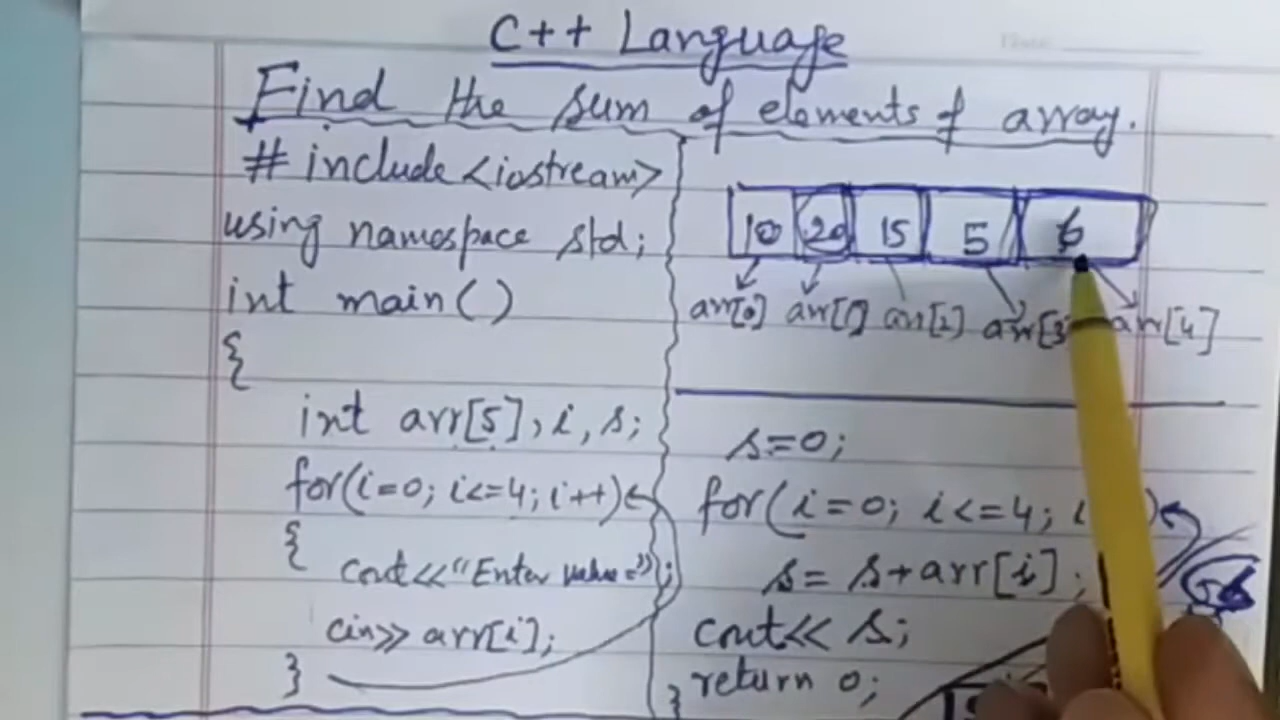 C++ Language
Find the sum of elements of array.
# include <iostream>
using namespace std;
int main()
{
int arr[5], i, s;
for(i=0; i<=4; i++)
{
cout<<"Enter value=";
cin>> arr[i];
}
10 20 15 5 6
arr[0] arr[1] arr[2] arr[3] arr[4]
s=0;
for(i=0; i<=4; i
s= s+arr[i];
cout<< s;
return 0;
}